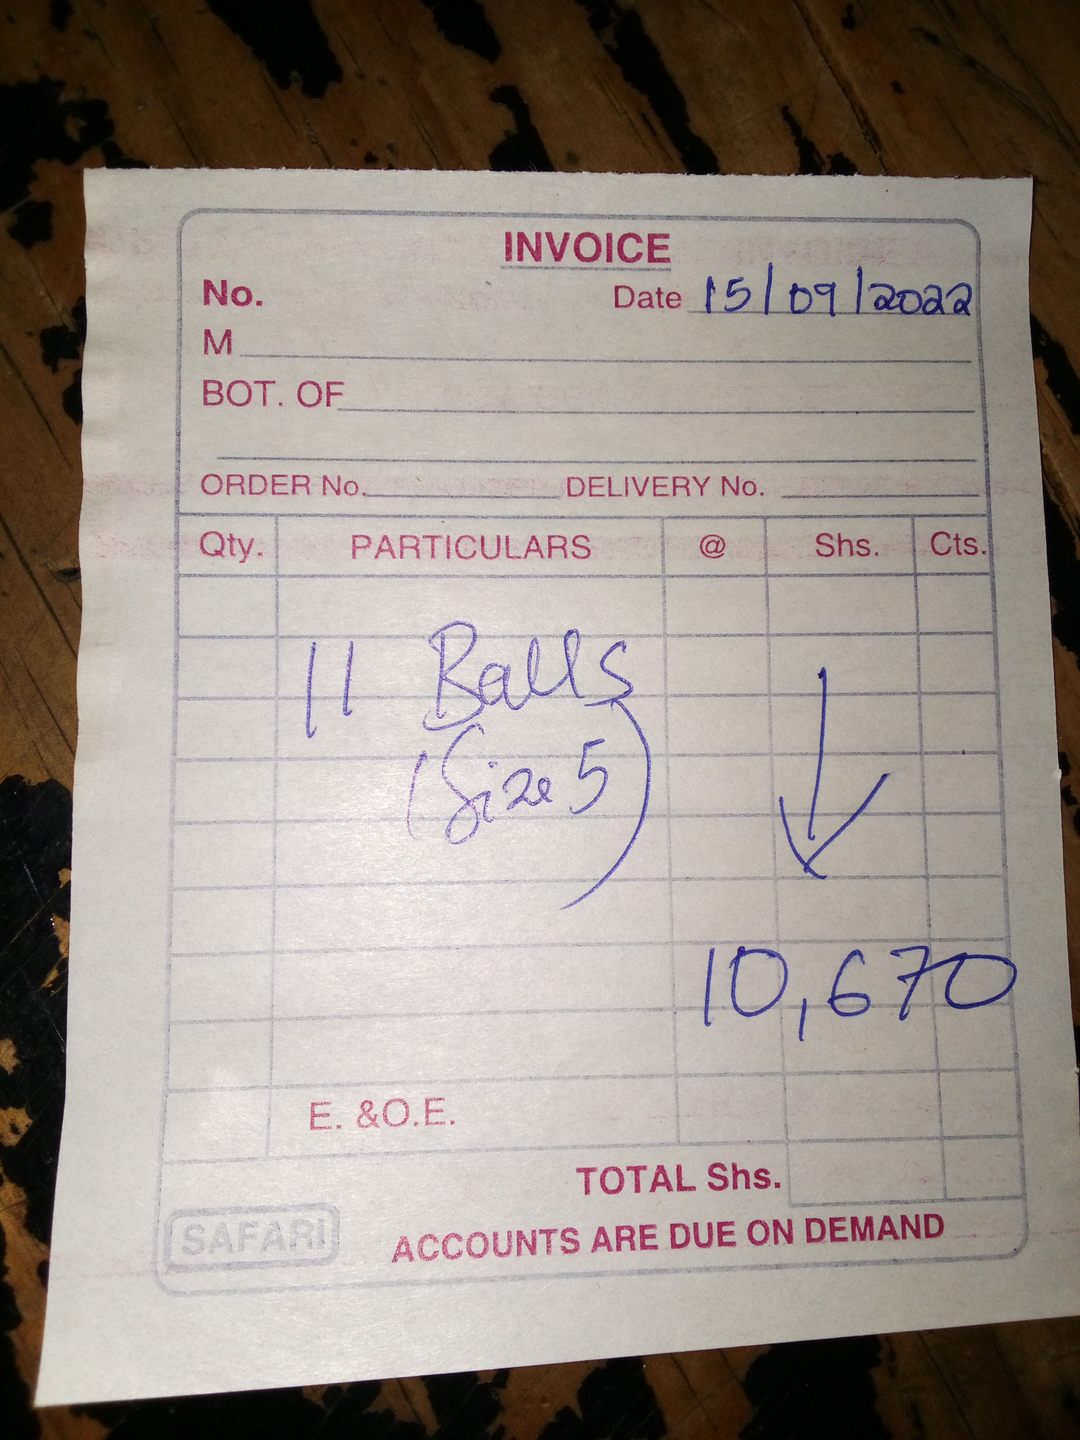 INVOICE
No.
Date 15/09/2022
M
BOT. OF
ORDER No. DELIVERY No.
Qty. PARTICULARS @ Shs. Cts.
11 Balls
(Size 5)
10,670
E. &O.E.
TOTAL Shs.
SAFARI
ACCOUNTS ARE DUE ON DEMAND